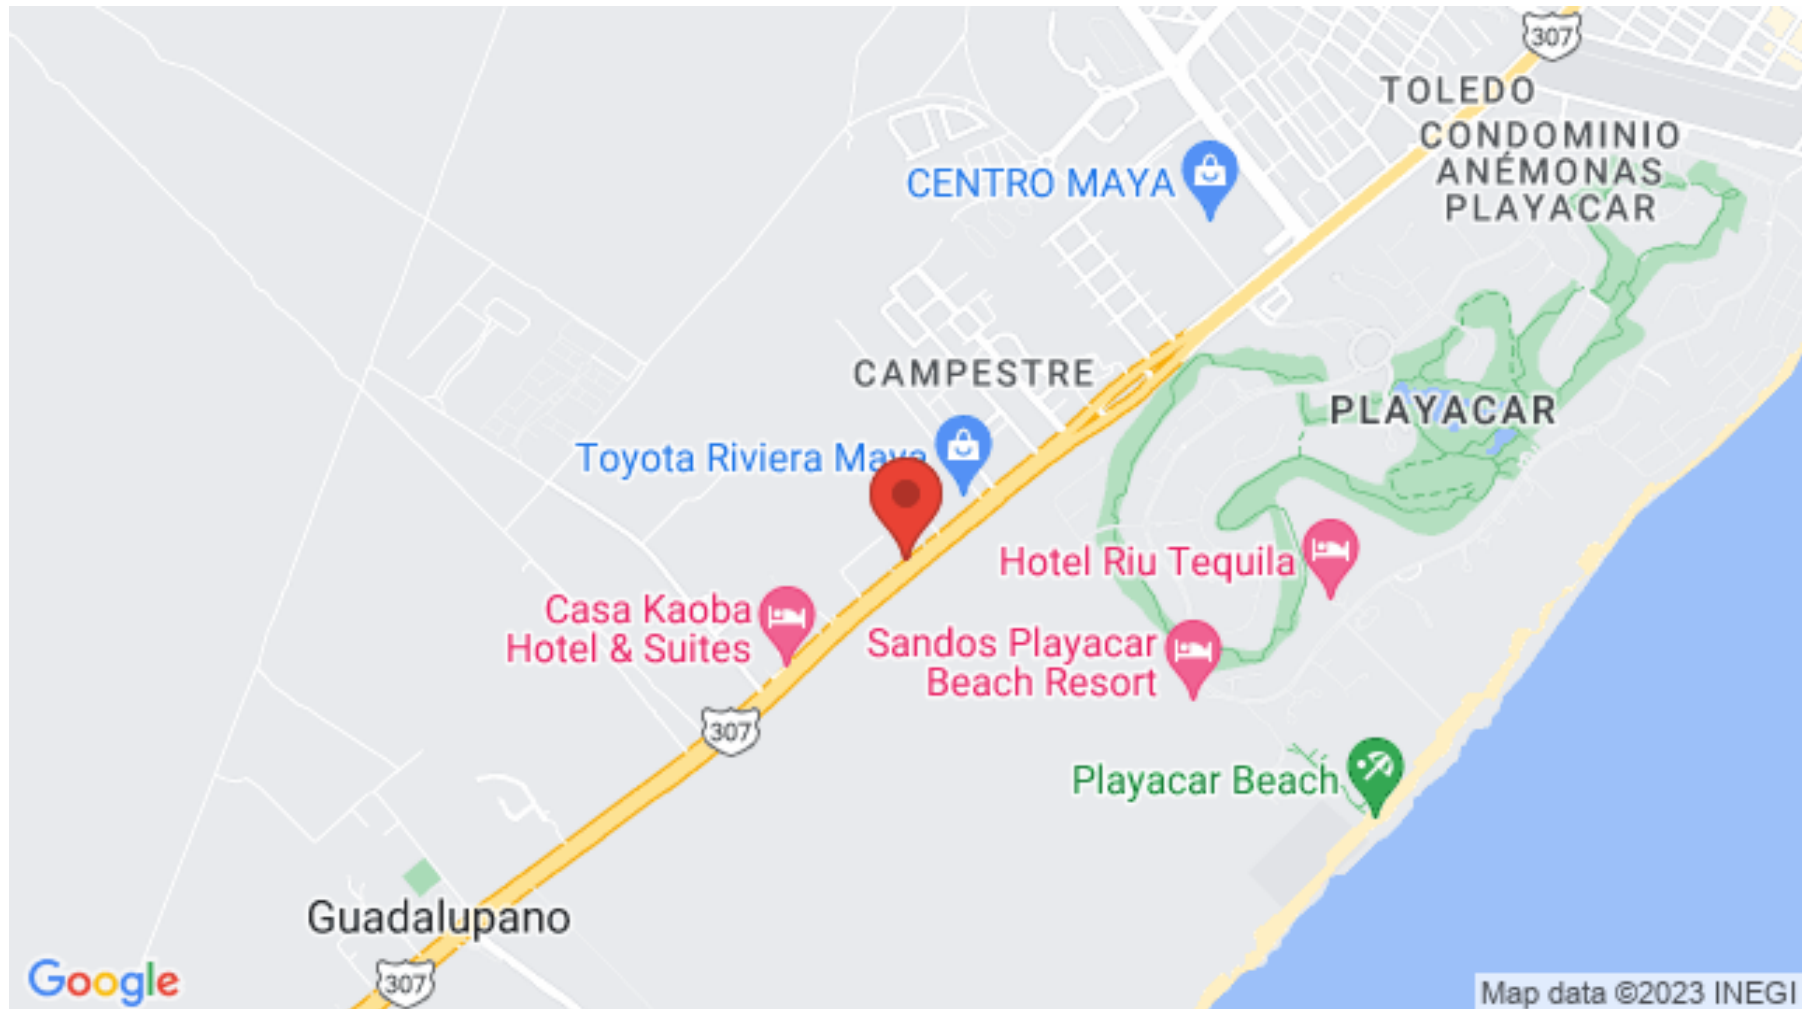 307
TOLEDO
CONDOMINIO
ANÉMONAS
PLAYACAR
CENTRO MAYA
CAMPESTRE
PLAYACAR
Toyota Riviera Maya
Hotel Riu Tequila
Casa Kaoba
Hotel & Suites
Sandos Playacar
Beach Resort
307
Playacar Beach
Guadalupano
307
Google
Map data ©2023 INEGI